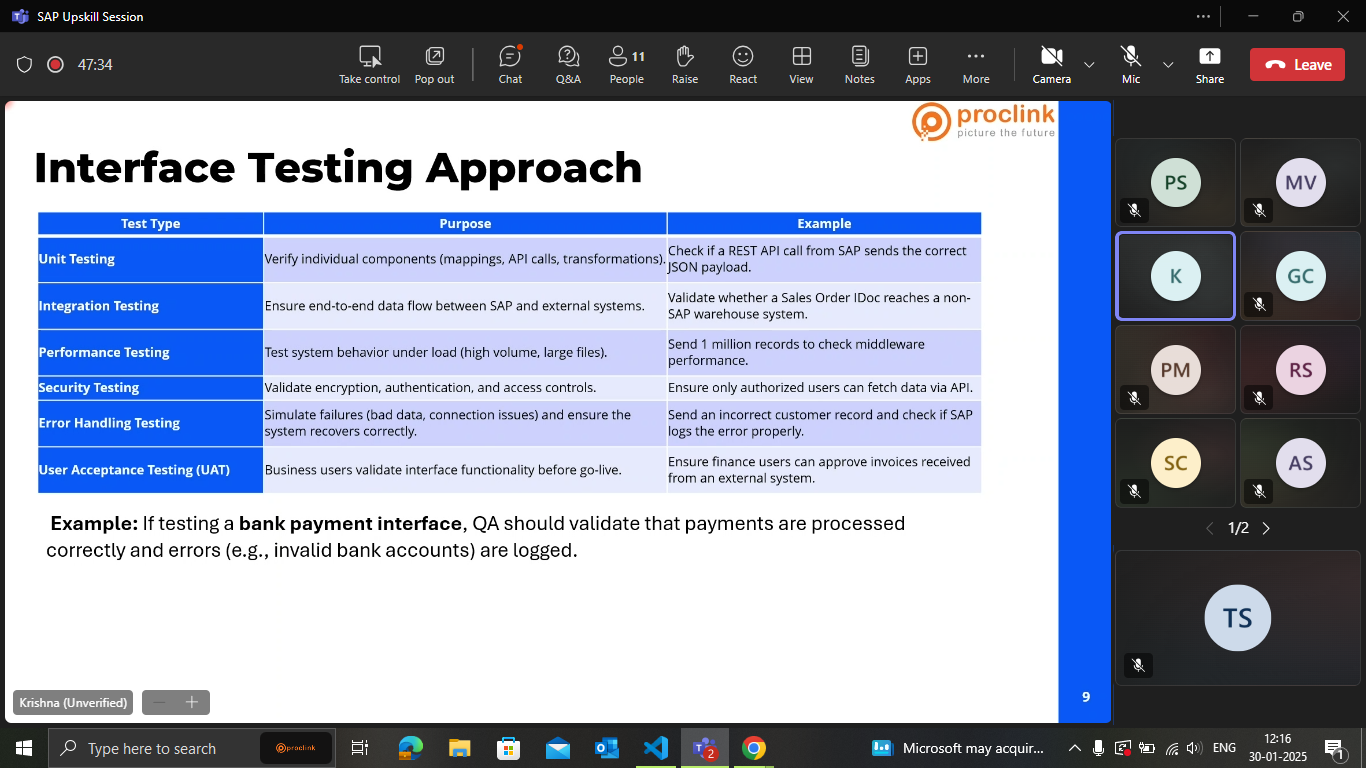 SAP Upskill Session
47:34
Take control
Pop out
Chat
Q&A
11
People
Raise
React
View
Notes
Apps
More
Camera
Mic
Share
Leave
proclink
picture the future
Interface Testing Approach
Test Type Purpose Example
Unit Testing
Verify individual components (mappings, API calls, transformations).
Check if a REST API call from SAP sends the correct
JSON payload.
Integration Testing
Ensure end-to-end data flow between SAP and external systems.
Validate whether a Sales Order IDoc reaches a non-
SAP warehouse system.
Performance Testing
Test system behavior under load (high volume, large files).
Send 1 million records to check middleware
performance.
Security Testing
Validate encryption, authentication, and access controls.
Ensure only authorized users can fetch data via API.
Error Handling Testing
Simulate failures (bad data, connection issues) and ensure the
system recovers correctly.
Send an incorrect customer record and check if SAP
logs the error properly.
User Acceptance Testing (UAT)
Business users validate interface functionality before go-live.
Ensure finance users can approve invoices received
from an external system.
Example: If testing a bank payment interface, QA should validate that payments are processed
correctly and errors (e.g., invalid bank accounts) are logged.
9
Krishna (Unverified)
PS
MV
K
GC
PM
RS
SC
AS
1/2
TS
Type here to search
proclink
2
Microsoft may acquir...
ENG
12:16
30-01-2025
1